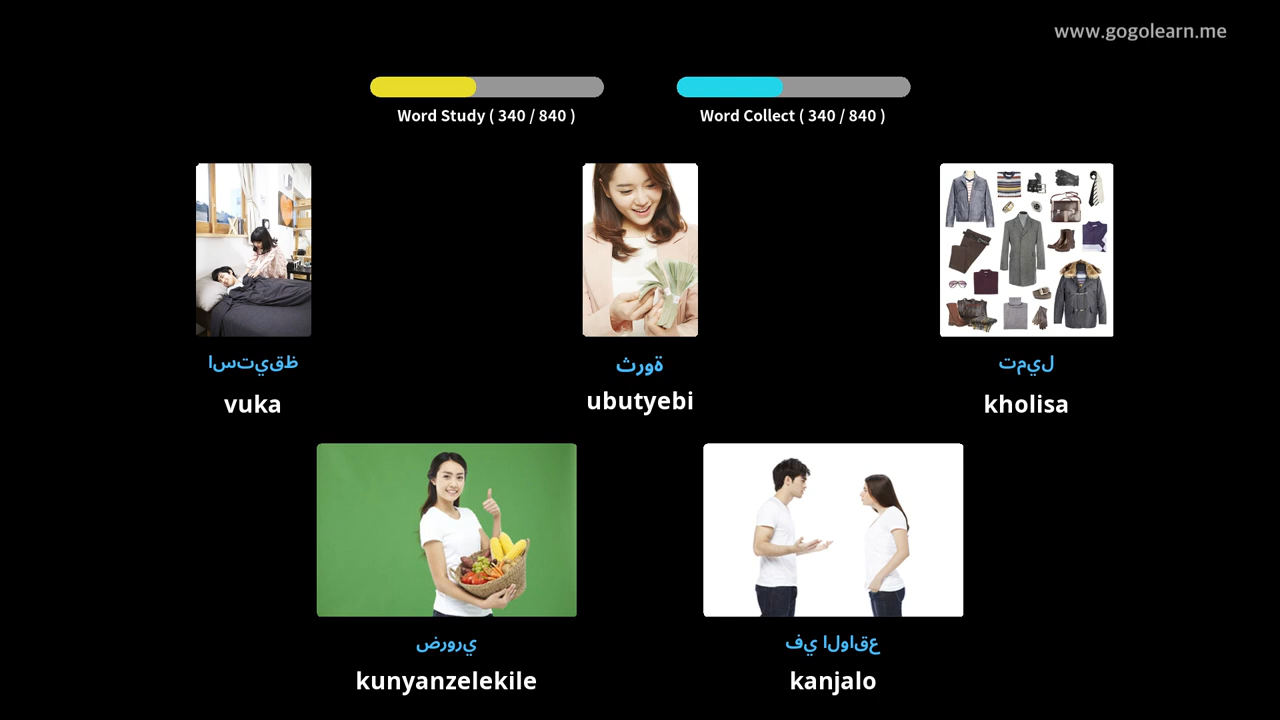 www.gogolearn.me
Word Study ( 340 / 840 )
Word Collect ( 340 / 840 )
استيقظ
vuka
ثروة
ubutyebi
تميل
kholisa
ضروري
kunyanzelekile
في الواقع
kanjalo